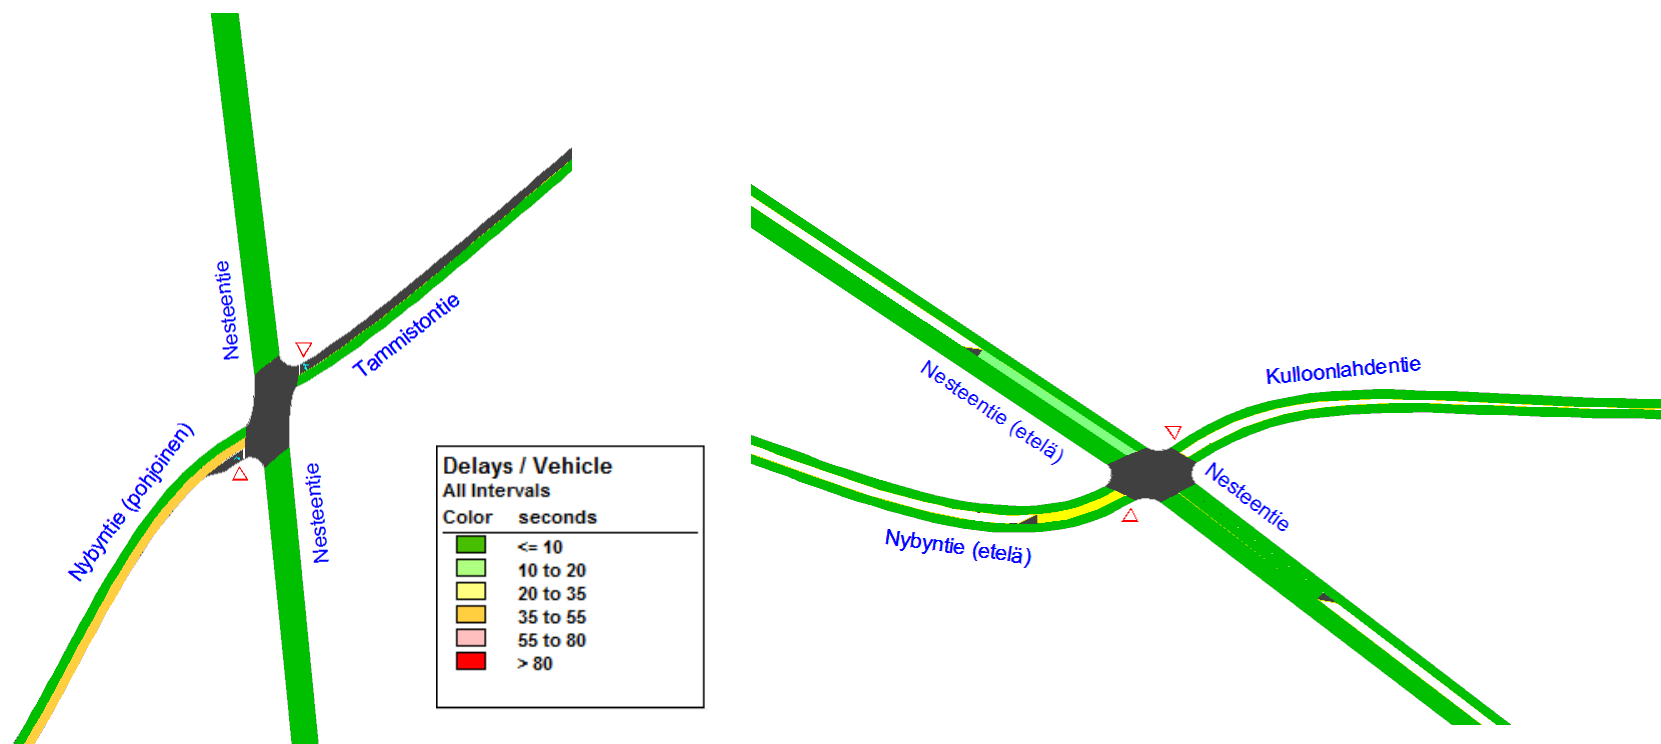 Nesteentie
Tammistontie
Nybyntie (pohjoinen)
Nesteentie
Delays / Vehicle
All Intervals
Color seconds
<= 10
10 to 20
20 to 35
35 to 55
55 to 80
> 80
Nesteentie (etelä)
Kulloonlahdentie
Nesteentie
Nybyntie (etelä)